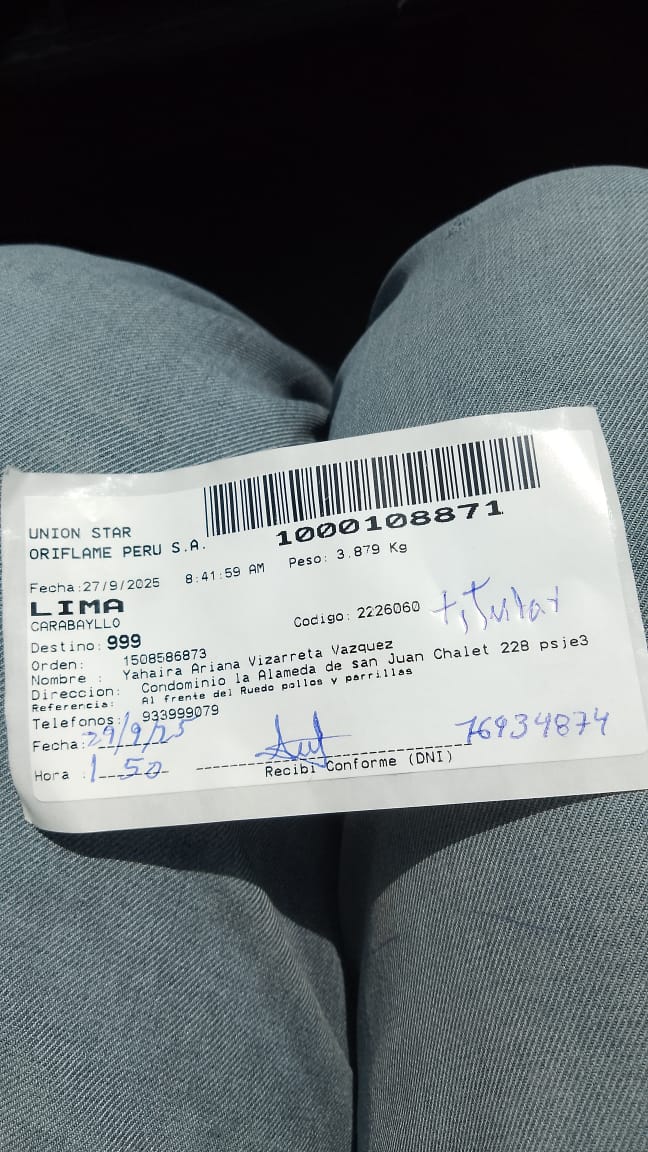 1000108871
UNION STAR
ORIFLAME PERU S.A.
Fecha:27/9/2025 8:41:59 AM Peso: 3.879 Kg
LIMA
CARABAYLLO
Codigo: 2226060 titular
Destino: 999
Orden: 1508586873
Nombre : Yahaira Ariana Vizarreta Vazquez
Direccion: Condominio la Alameda de san Juan Chalet 228 psje3
Referencia: Al frente del Ruedo pollos y parrillas
Telefonos: 933999079
Fecha: 29/9/25
76934874
Hora : 1 50
Recibi Conforme (DNI)